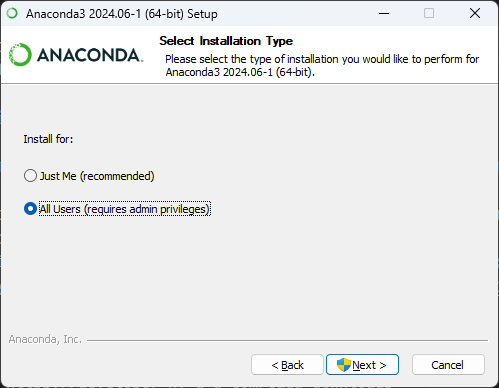 Anaconda3 2024.06-1 (64-bit) Setup
ANACONDA.
Select Installation Type
Please select the type of installation you would like to perform for
Anaconda3 2024.06-1 (64-bit).
Install for:
Just Me (recommended)
All Users (requires admin privileges)
Anaconda, Inc.
< Back
Next >
Cancel